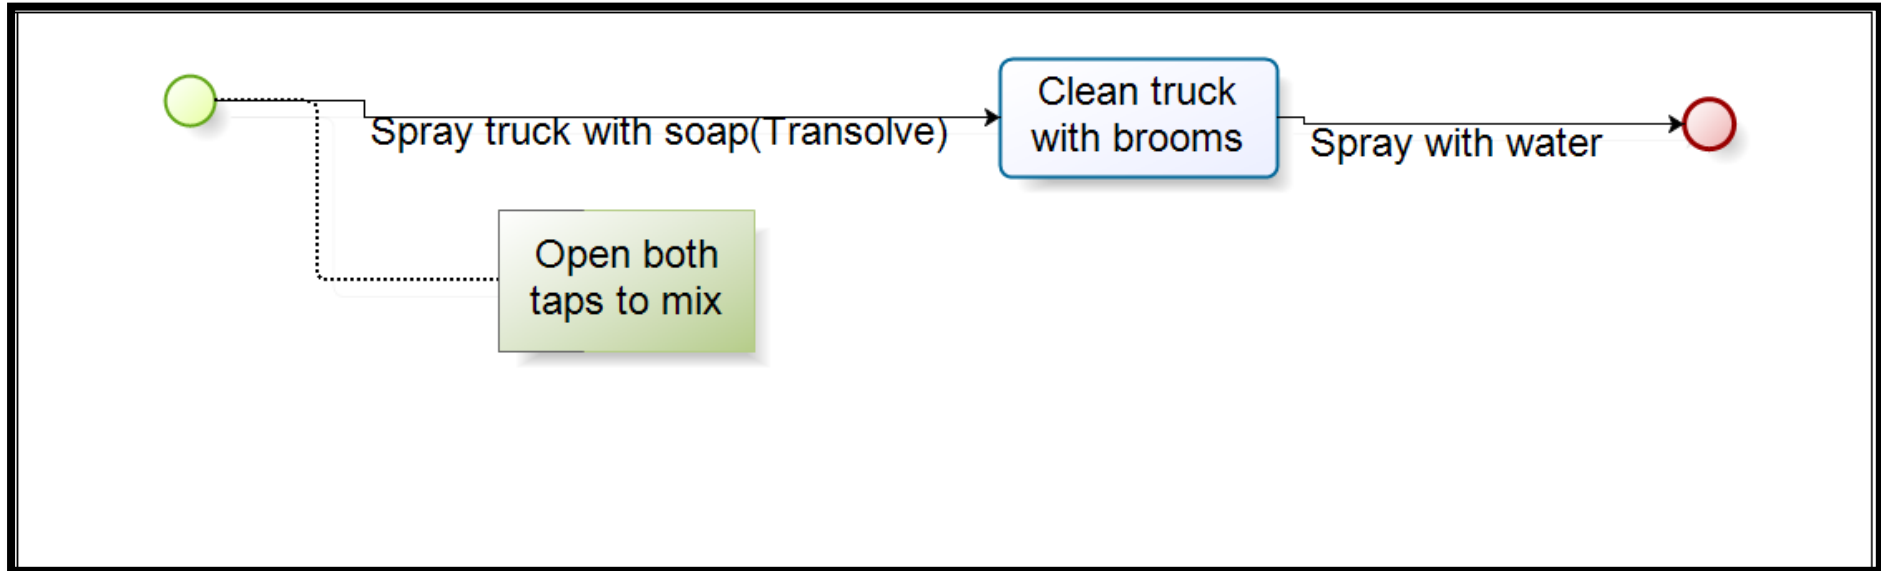 Clean truck
with brooms
Spray truck with soap(Transolve)
Spray with water
Open both
taps to mix